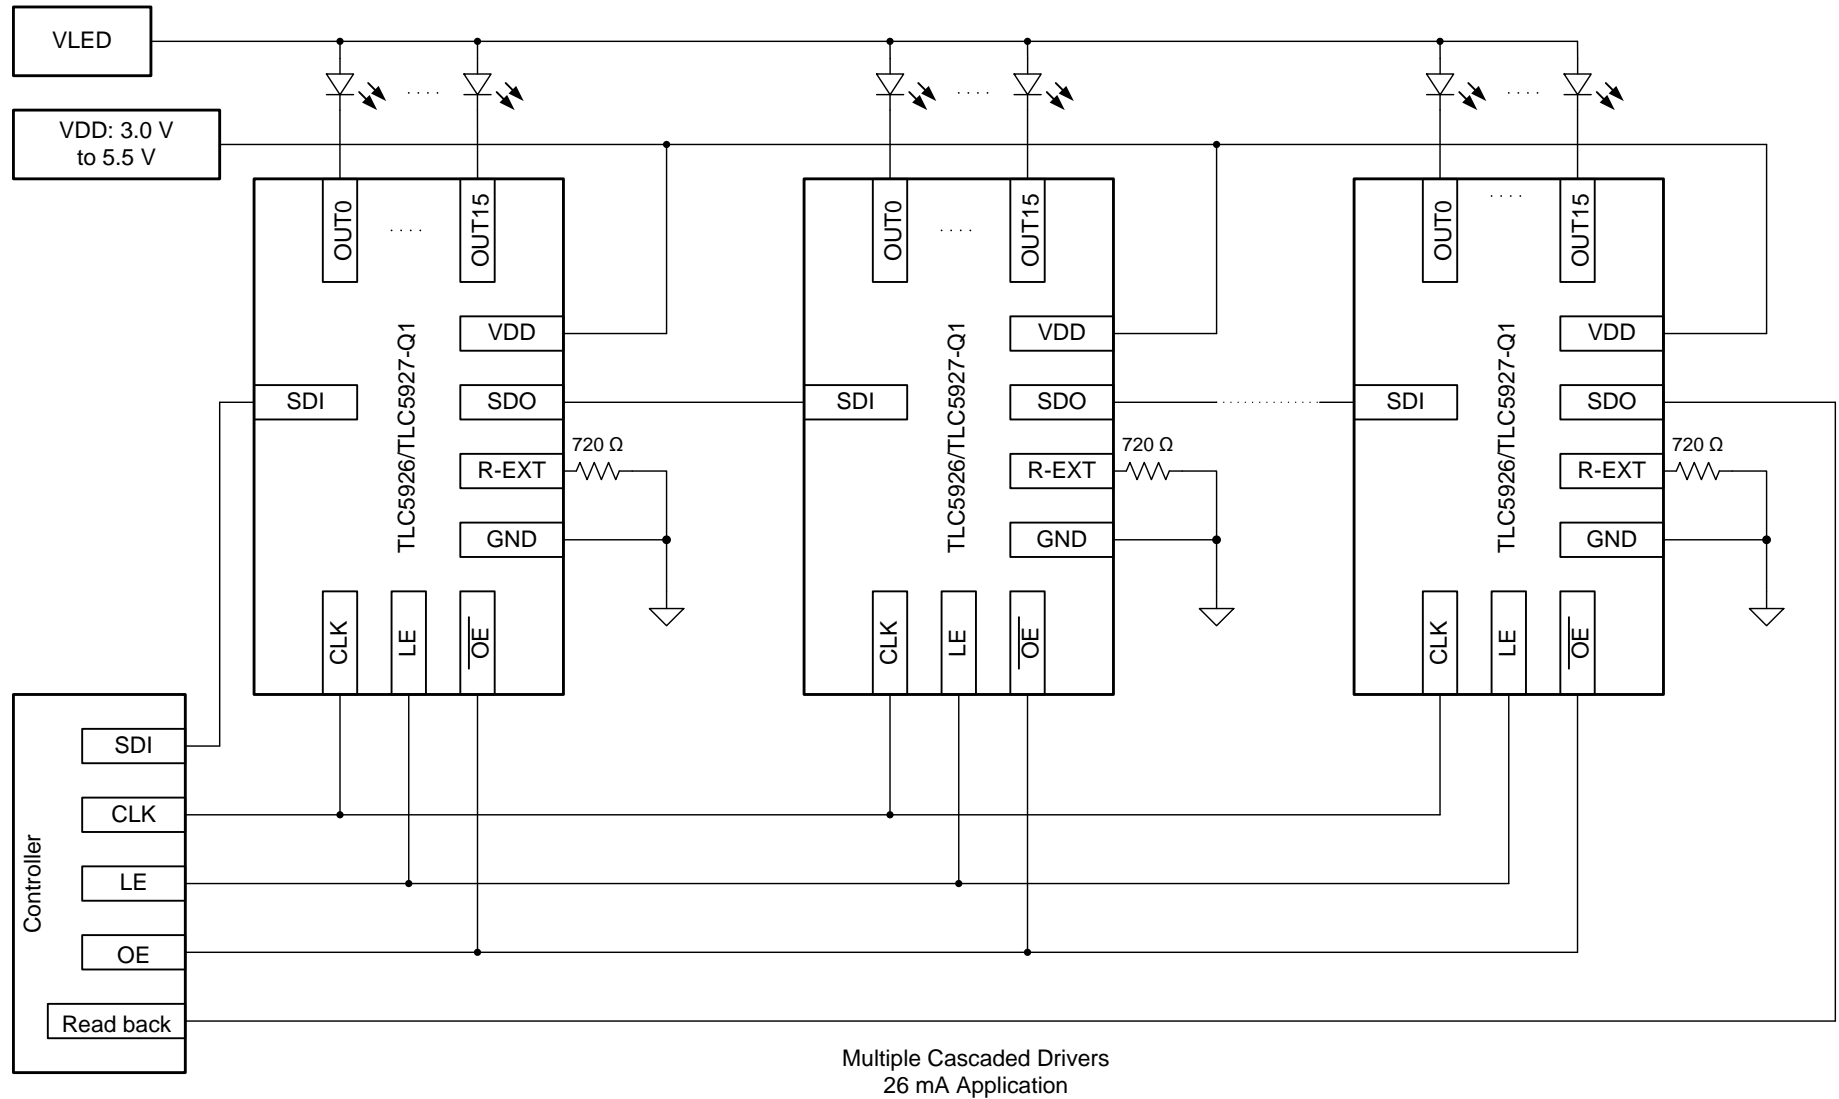 VLED
VDD: 3.0 V
to 5.5 V
OUT0
. . . .
OUT15
TLC5926/TLC5927-Q1
VDD
SDI
SDO
720 Ω
R-EXT
GND
CLK
LE
OE
OUT0
. . . .
OUT15
TLC5926/TLC5927-Q1
VDD
SDI
SDO
720 Ω
R-EXT
GND
CLK
LE
OE
OUT0
. . . .
OUT15
TLC5926/TLC5927-Q1
VDD
SDI
SDO
720 Ω
R-EXT
GND
CLK
LE
OE
Controller
SDI
CLK
LE
OE
Read back
Multiple Cascaded Drivers
26 mA Application